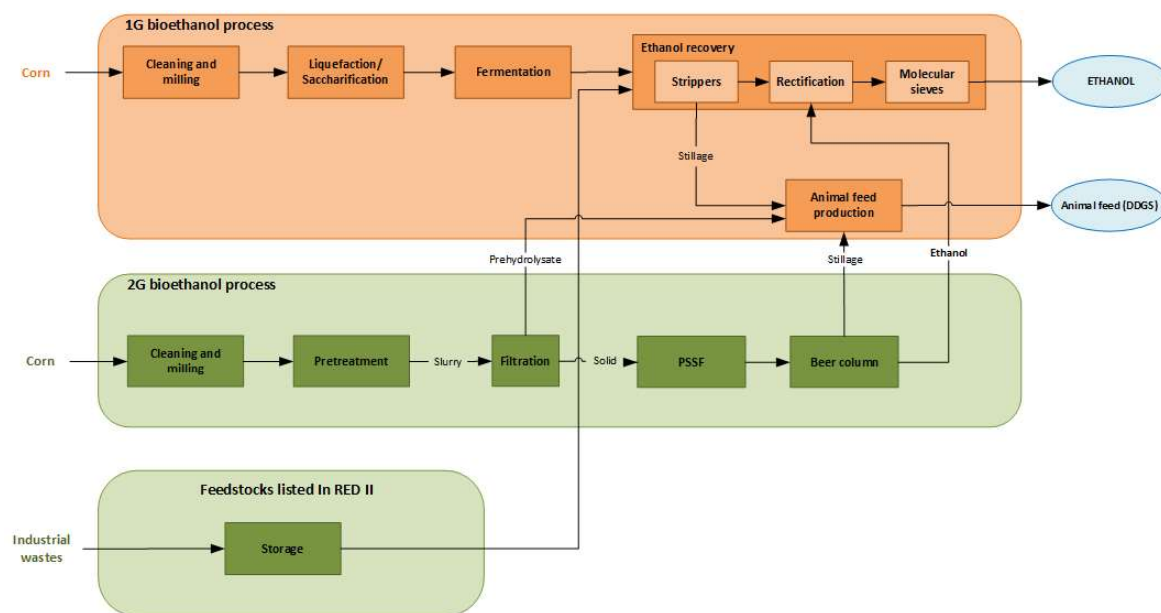 1G bioethanol process
Corn
Cleaning and
milling
Liquefaction/
Saccharification
Fermentation
Ethanol recovery
Strippers
Rectification
Molecular
sieves
ETHANOL
Stillage
Animal feed
production
Animal feed (DDGS)
Prehydrolysate
Stillage
Ethanol
2G bioethanol process
Corn
Cleaning and
milling
Pretreatment
Slurry
Filtration
Solid
PSSF
Beer column
Feedstocks listed In RED II
Industrial
wastes
Storage